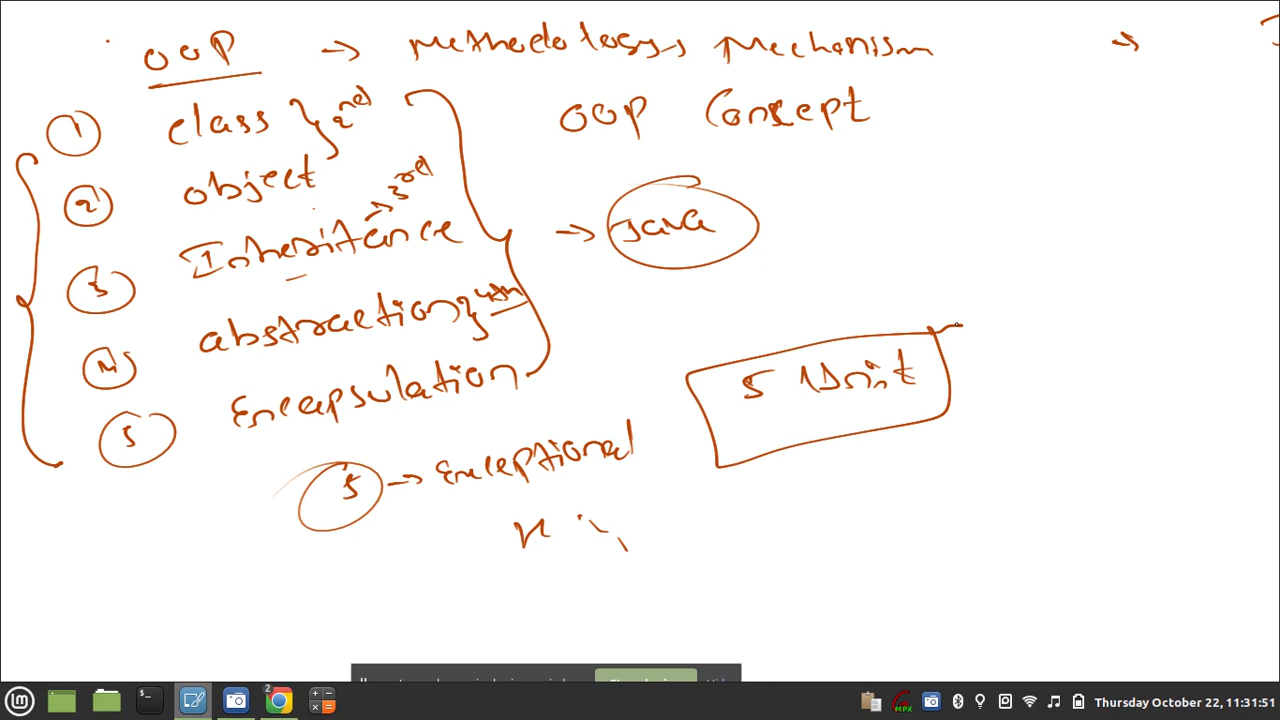 OOP → Methodology, Mechanism →
① class } 2nd
OOP Concept
② object
③ Inheritance → 3rd
→ Java
④ abstraction } 4th
⑤ Encapsulation
5 Unit
5 → Exceptional
Thursday October 22, 11:31:51